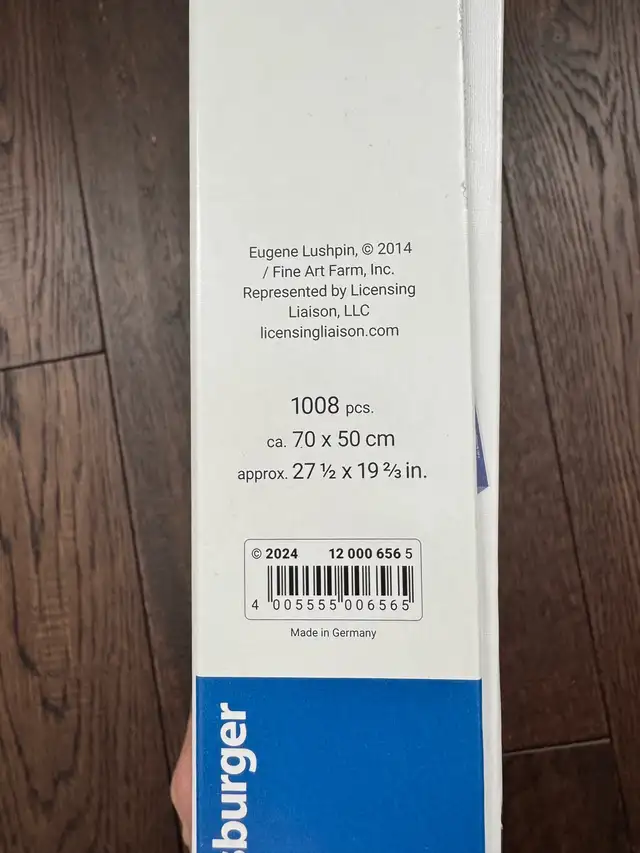 Eugene Lushpin, © 2014
/ Fine Art Farm, Inc.
Represented by Licensing
Liaison, LLC
licensingliaison.com
1008 pcs.
ca. 70 x 50 cm
approx. 27 ½ x 19 ⅔ in.
© 2024 12 000 656 5
4 005555 006565
Made in Germany
sburger